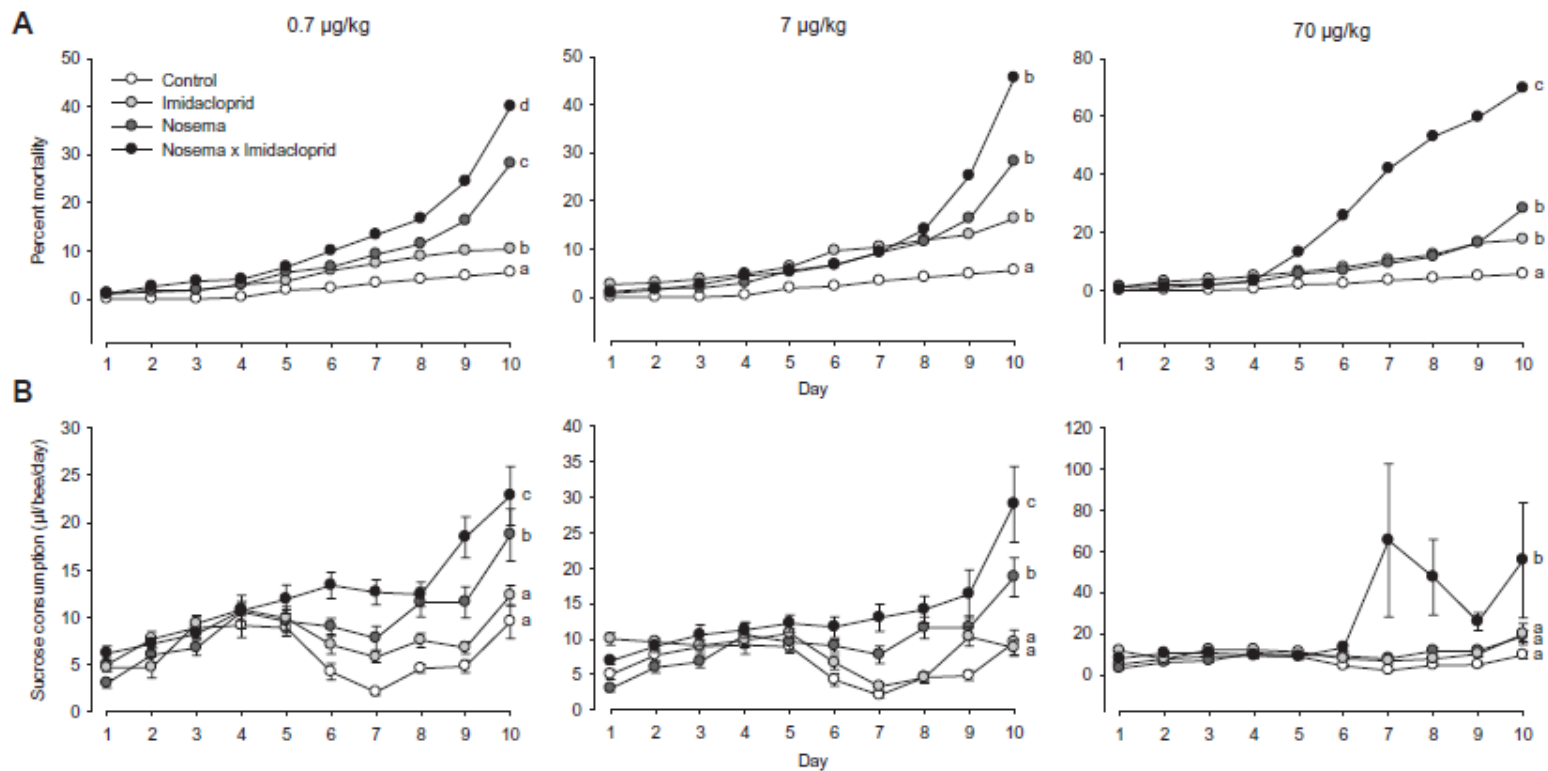 A
0.7 µg/kg
7 µg/kg
70 µg/kg
Percent mortality
50
40
30
20
10
0
Control
Imidacloprid
Nosema
Nosema x Imidacloprid
d
c
b
a
1 2 3 4 5 6 7 8 9 10
50
40
30
20
10
0
b
b
b
a
1 2 3 4 5 6 7 8 9 10
Day
80
60
40
20
0
c
b
b
a
1 2 3 4 5 6 7 8 9 10
B
Sucrose consumption (µl/bee/day)
30
25
20
15
10
5
0
c
b
a
a
1 2 3 4 5 6 7 8 9 10
40
35
30
25
20
15
10
5
0
c
b
a
a
1 2 3 4 5 6 7 8 9 10
Day
120
100
80
60
40
20
0
b
a
a
a
1 2 3 4 5 6 7 8 9 10